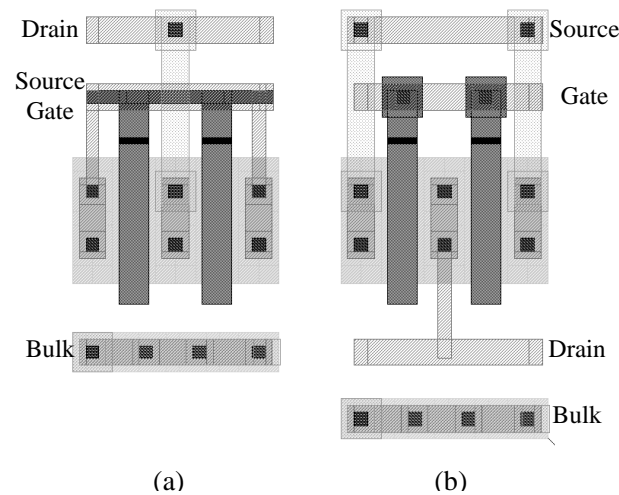 Drain
Source
Gate
Bulk
(a)
Source
Gate
Drain
Bulk
(b)